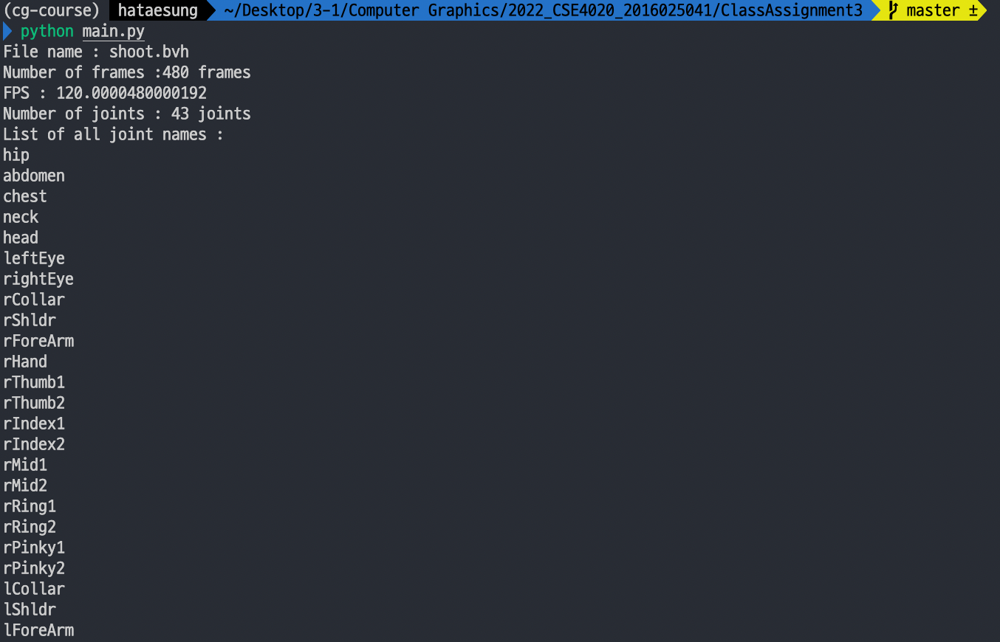 (cg-course) hataesung ~/Desktop/3-1/Computer Graphics/2022_CSE4020_2016025041/ClassAssignment3 master ±
python main.py
File name : shoot.bvh
Number of frames :480 frames
FPS : 120.0000480000192
Number of joints : 43 joints
List of all joint names :
hip
abdomen
chest
neck
head
leftEye
rightEye
rCollar
rShldr
rForeArm
rHand
rThumb1
rThumb2
rIndex1
rIndex2
rMid1
rMid2
rRing1
rRing2
rPinky1
rPinky2
lCollar
lShldr
lForeArm